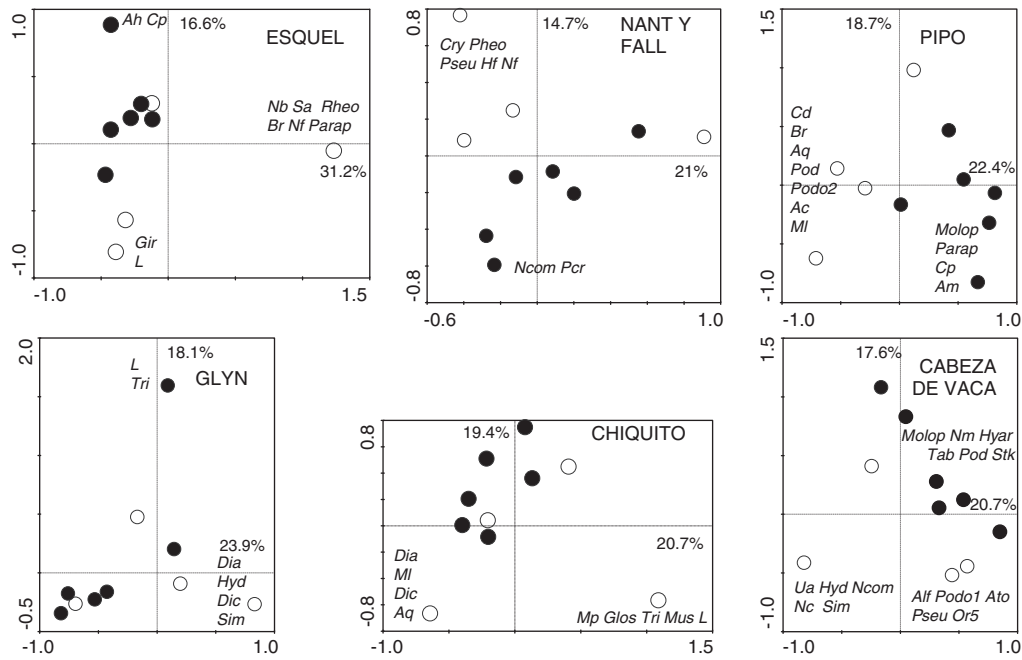 1.0
Ah Cp
16.6%
ESQUEL
Nb Sa Rheo
Br Nf Parap
31.2%
Gir
L
-1.0
-1.0
1.5
0.8
14.7%
NANT Y
FALL
Cry Pheo
Pseu Hf Nf
21%
Ncom Pcr
-0.8
-0.6
1.0
1.5
18.7%
PIPO
Cd
Br
Aq
Pod
Podo2
Ac
Ml
22.4%
Molop
Parap
Cp
Am
-1.0
-1.0
1.0
2.0
18.1%
L
Tri
GLYN
23.9%
Dia
Hyd
Dic
Sim
-0.5
-1.0
1.0
0.8
19.4%
CHIQUITO
20.7%
Dia
Ml
Dic
Aq
Mp Glos Tri Mus L
-0.8
-1.0
1.5
1.5
17.6%
CABEZA
DE VACA
Molop Nm Hyar
Tab Pod Stk
20.7%
Ua Hyd Ncom
Nc Sim
Alf Podo1 Ato
Pseu Or5
-1.0
-1.0
1.0